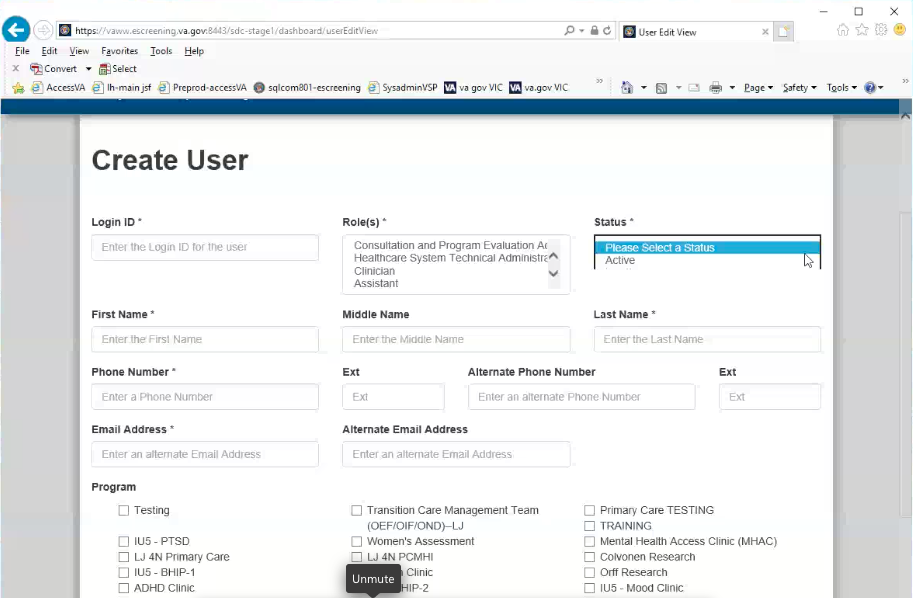 https://vaww.escreening.va.gov:8443/sdc-stage1/dashboard/userEditView
User Edit View
File Edit View Favorites Tools Help
Convert Select
AccessVA lh-main jsf Preprod-accessVA sqlcom801-escreening SysadminVSP VA va gov VIC VA va.gov VIC Page Safety Tools
Create User
Login ID * Role(s) * Status *
Enter the Login ID for the user
Consultation and Program Evaluation Ad
Healthcare System Technical Administra
Clinician
Assistant
Please Select a Status
Active
First Name * Middle Name Last Name *
Enter the First Name Enter the Middle Name Enter the Last Name
Phone Number * Ext Alternate Phone Number Ext
Enter a Phone Number Ext Enter an alternate Phone Number Ext
Email Address * Alternate Email Address
Enter an alternate Email Address Enter an alternate Email Address
Program
Testing Transition Care Management Team Primary Care TESTING
(OEF/OIF/OND)--LJ TRAINING
IU5 - PTSD Women's Assessment Mental Health Access Clinic (MHAC)
LJ 4N Primary Care LJ 4N PCMHI Colvonen Research
IU5 - BHIP-1 Clinic Orff Research
ADHD Clinic HIP-2 IU5 - Mood Clinic
Unmute